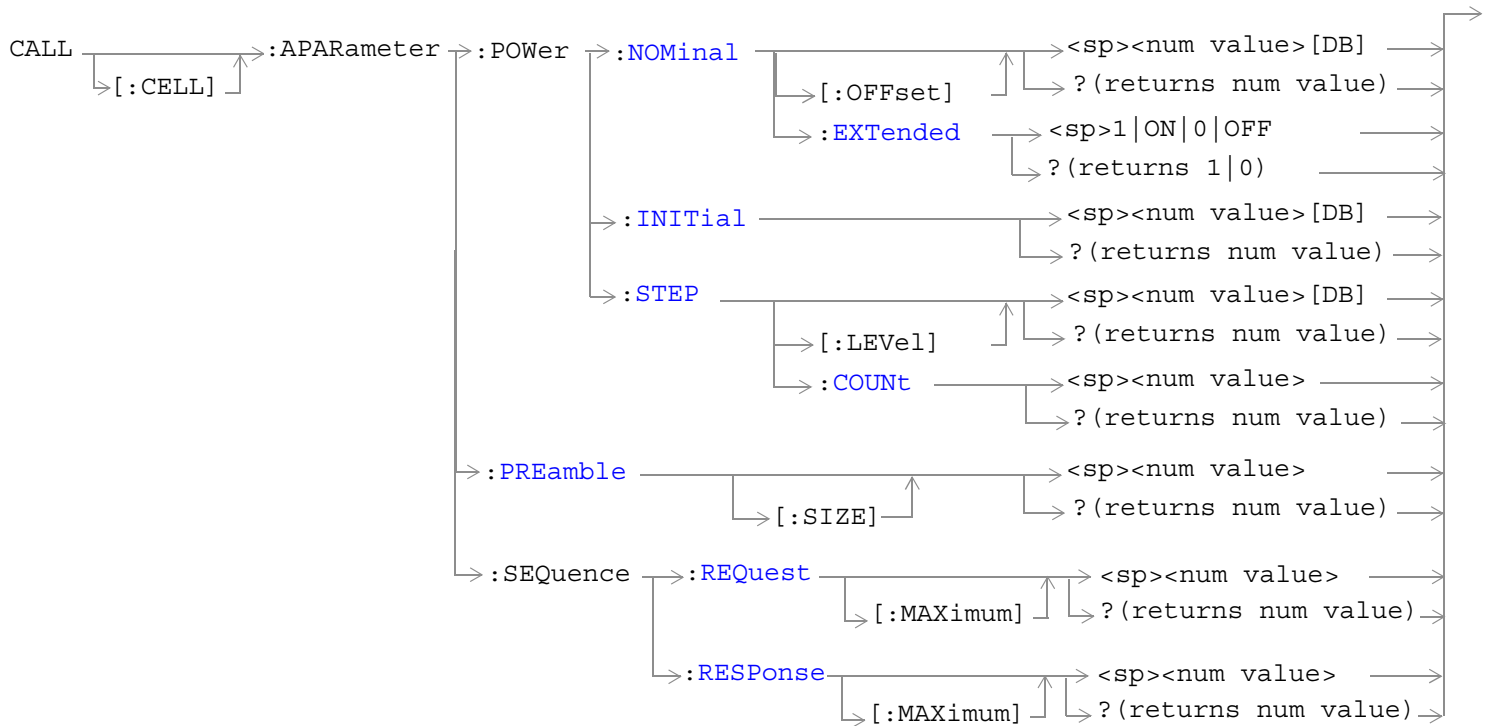 CALL :APARameter :POWer :NOMinal <sp><num value>[DB]
[:CELL] [:OFFset] ?(returns num value)
:EXTended <sp>1|ON|0|OFF
?(returns 1|0)
:INITial <sp><num value>[DB]
?(returns num value)
:STEP <sp><num value>[DB]
[:LEVel] ?(returns num value)
:COUNt <sp><num value>
?(returns num value)
:PREamble <sp><num value>
[:SIZE] ?(returns num value)
:SEQuence :REQuest <sp><num value>
[:MAXimum] ?(returns num value)
:RESPonse <sp><num value>
[:MAXimum] ?(returns num value)